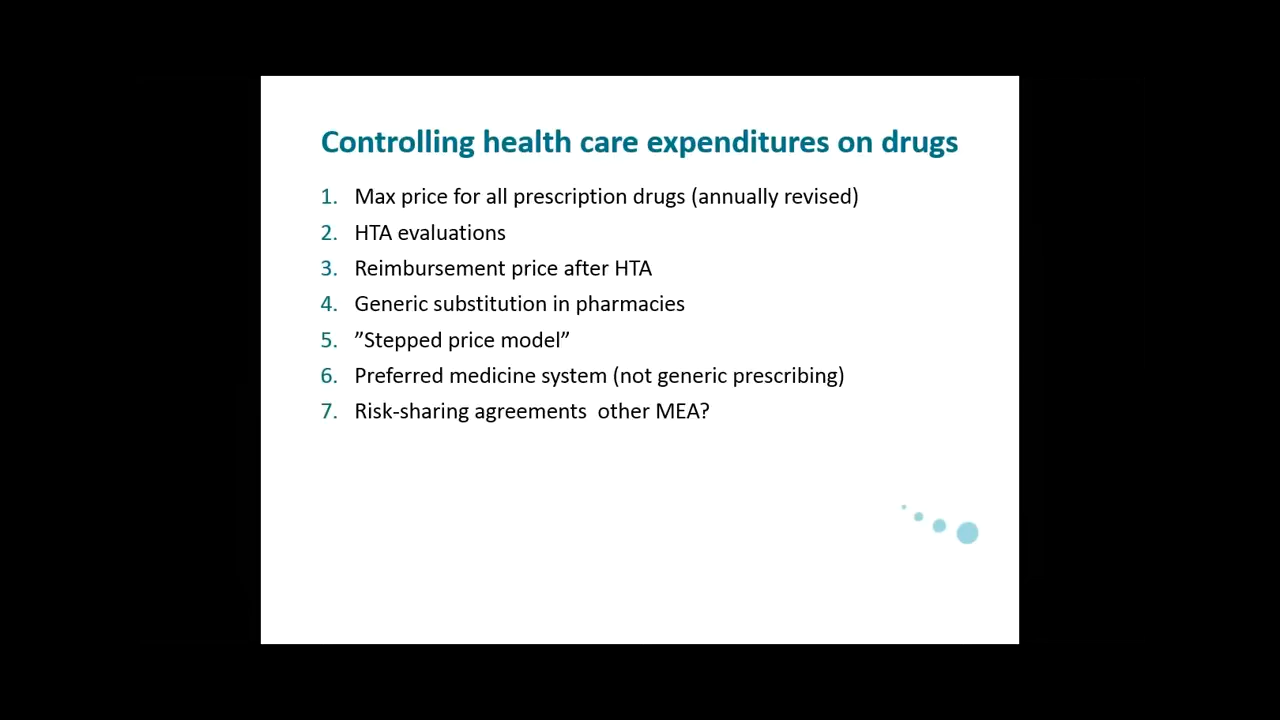 Controlling health care expenditures on drugs
1. Max price for all prescription drugs (annually revised)
2. HTA evaluations
3. Reimbursement price after HTA
4. Generic substitution in pharmacies
5. ”Stepped price model”
6. Preferred medicine system (not generic prescribing)
7. Risk-sharing agreements  other MEA?